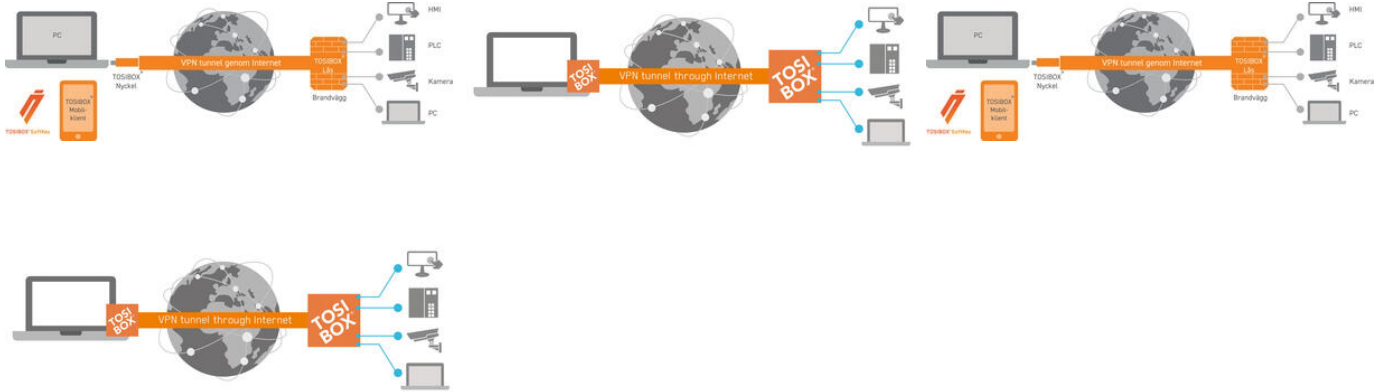 PC
VPN tunnel genom Internet
TOSIBOX®
Lås
HMI
PLC
Kamera
PC
TOSIBOX®
Nyckel
Brandvägg
TOSIBOX® SoftKey
TOSIBOX®
Mobil-
klient
TOSI
BOX
VPN tunnel through Internet
TOSI
BOX®
PC
VPN tunnel genom Internet
TOSIBOX®
Lås
HMI
PLC
Kamera
PC
TOSIBOX®
Nyckel
Brandvägg
TOSIBOX® SoftKey
TOSIBOX®
Mobil-
klient
TOSI
BOX
VPN tunnel through Internet
TOSI
BOX®